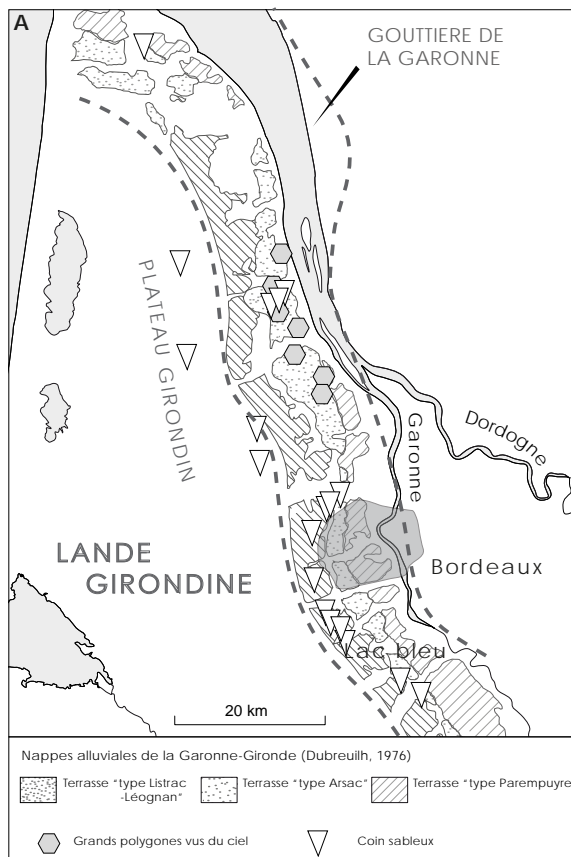 A
GOUTTIERE DE
LA GARONNE
PLATEAU GIRONDIN
Dordogne
Garonne
LANDE
GIRONDINE
Bordeaux
Lac bleu
20 km
Nappes alluviales de la Garonne-Gironde (Dubreuilh, 1976)
Terrasse "type Listrac
-Léognan"
Terrasse "type Arsac"
Terrasse "type Parempuyre
Grands polygones vus du ciel
Coin sableux